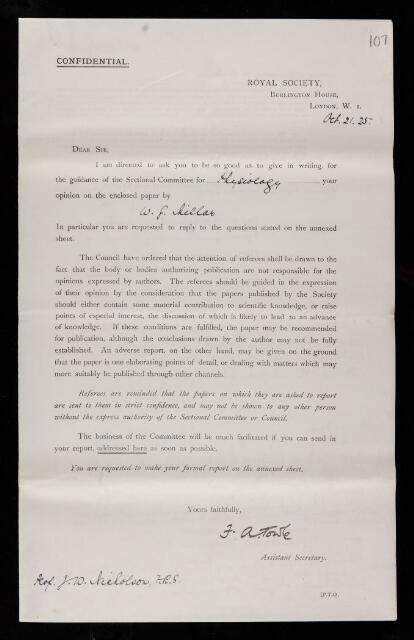 107
CONFIDENTIAL.
ROYAL SOCIETY,
BURLINGTON HOUSE,
LONDON, W. 1.
Oct. 21. 25
DEAR SIR,
I am directed to ask you to be so good as to give in writing, for
the guidance of the Sectional Committee for Physiology your
opinion on the enclosed paper by
W. J. Millar
In particular you are requested to reply to the questions stated on the annexed
sheet.
The Council have ordered that the attention of referees shall be drawn to the
fact that the body or bodies authorizing publication are not responsible for the
opinions expressed by authors. The referees should be guided in the expression
of their opinion by the consideration that the papers published by the Society
should either contain some material contribution to scientific knowledge, or raise
points of especial interest, the discussion of which is likely to lead to an advance
of knowledge. If these conditions are fulfilled, the paper may be recommended
for publication, although the conclusions drawn by the author may not be fully
established. An adverse report, on the other hand, may be given on the ground
that the paper is one elaborating points of detail, or dealing with matters which may
more suitably be published through other channels.
Referees are reminded that the papers on which they are asked to report
are sent to them in strict confidence, and may not be shown to any other person
without the express authority of the Sectional Committee or Council.
The business of the Committee will be much facilitated if you can send in
your report, addressed here as soon as possible.
You are requested to make your formal report on the annexed sheet.
Yours faithfully,
F. A. Towle
Assistant Secretary.
Prof. J. W. Nicholson, F.R.S.
[P.T.O.